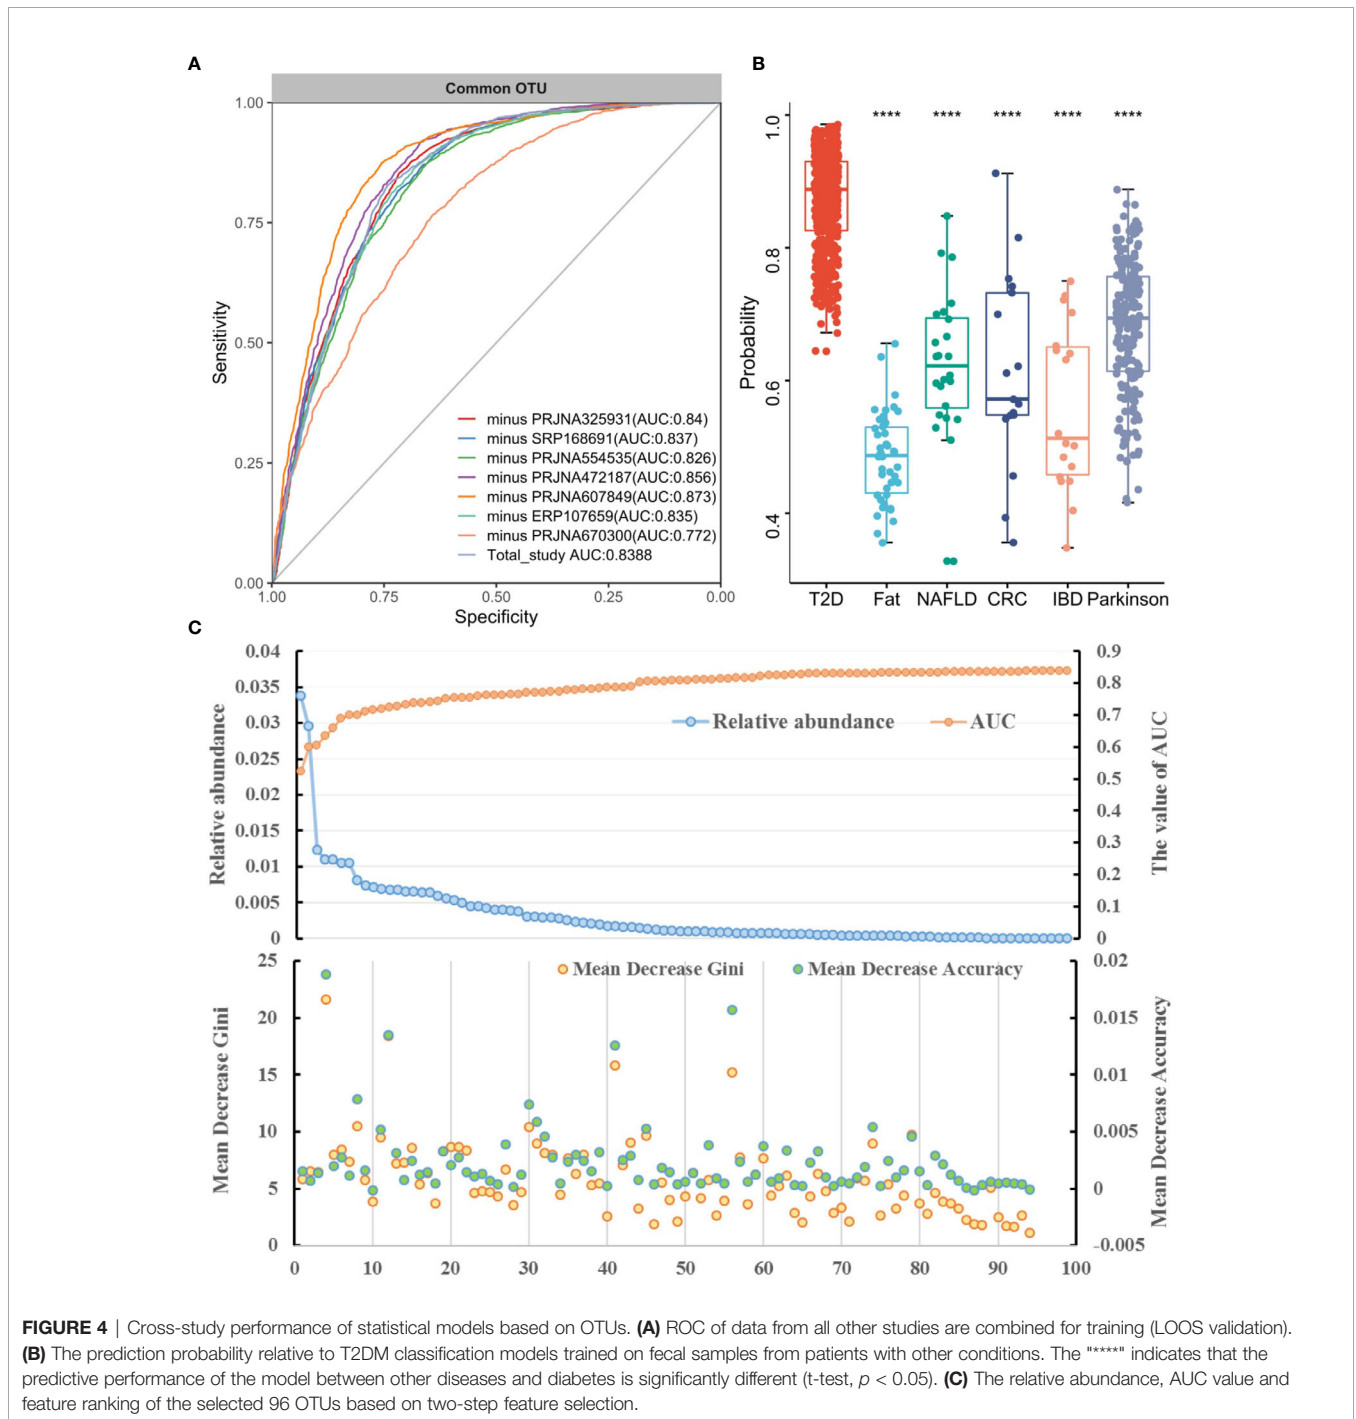 A
Common OTU
1.00
0.75
0.50
0.25
0.00
Sensitivity
1.00 0.75 0.50 0.25 0.00
Specificity
minus PRJNA325931(AUC:0.84)
minus SRP168691(AUC:0.837)
minus PRJNA554535(AUC:0.826)
minus PRJNA472187(AUC:0.856)
minus PRJNA607849(AUC:0.873)
minus ERP107659(AUC:0.835)
minus PRJNA670300(AUC:0.772)
Total_study AUC:0.8388
B
**** **** **** **** ****
1.0
0.8
0.6
0.4
Probability
T2D Fat NAFLD CRC IBD Parkinson
C
0.04
0.035
0.03
0.025
0.02
0.015
0.01
0.005
0
Relative abundance
Relative abundance AUC
0.9
0.8
0.7
0.6
0.5
0.4
0.3
0.2
0.1
0
The value of AUC
25
20
15
10
5
0
Mean Decrease Gini
Mean Decrease Gini Mean Decrease Accuracy
0.02
0.015
0.01
0.005
0
-0.005
Mean Decrease Accuracy
0 10 20 30 40 50 60 70 80 90 100
FIGURE 4 | Cross-study performance of statistical models based on OTUs. (A) ROC of data from all other studies are combined for training (LOOS validation).
(B) The prediction probability relative to T2DM classification models trained on fecal samples from patients with other conditions. The "****" indicates that the
predictive performance of the model between other diseases and diabetes is significantly different (t-test, p < 0.05). (C) The relative abundance, AUC value and
feature ranking of the selected 96 OTUs based on two-step feature selection.